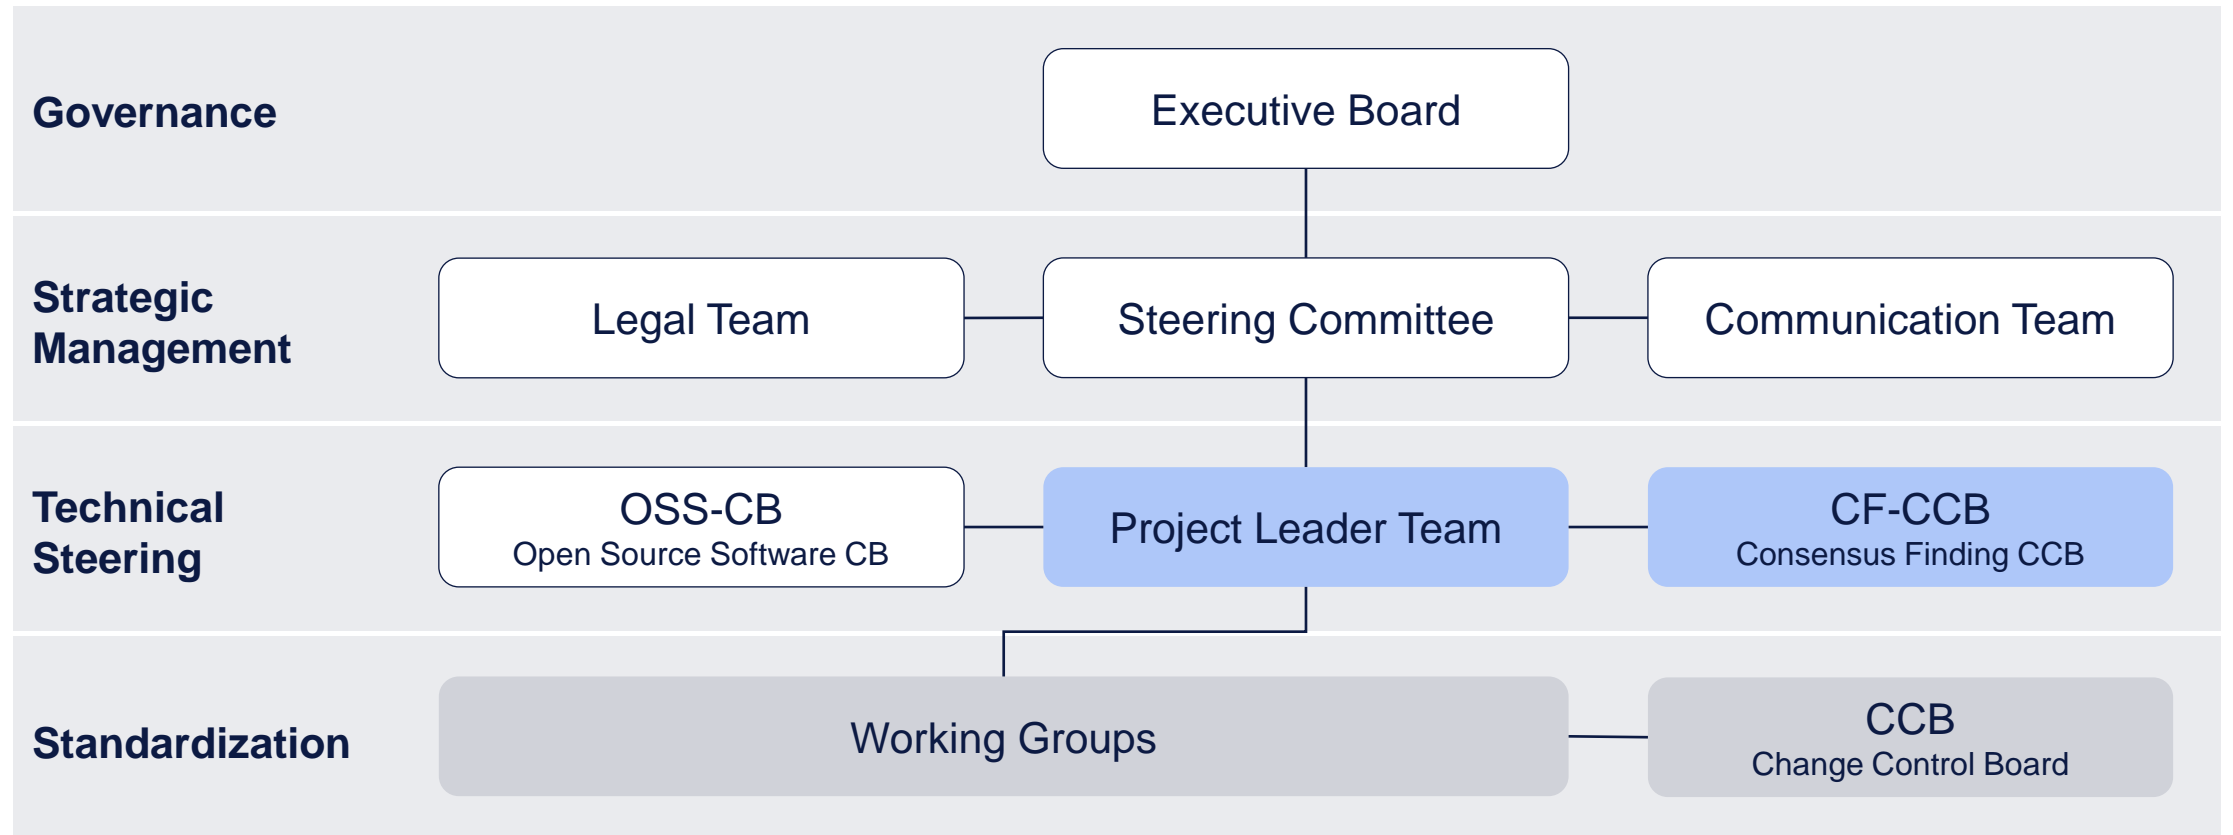 Governance
Executive Board
Strategic
Management
Legal Team
Steering Committee
Communication Team
Technical
Steering
OSS-CB
Open Source Software CB
Project Leader Team
CF-CCB
Consensus Finding CCB
Standardization
Working Groups
CCB
Change Control Board